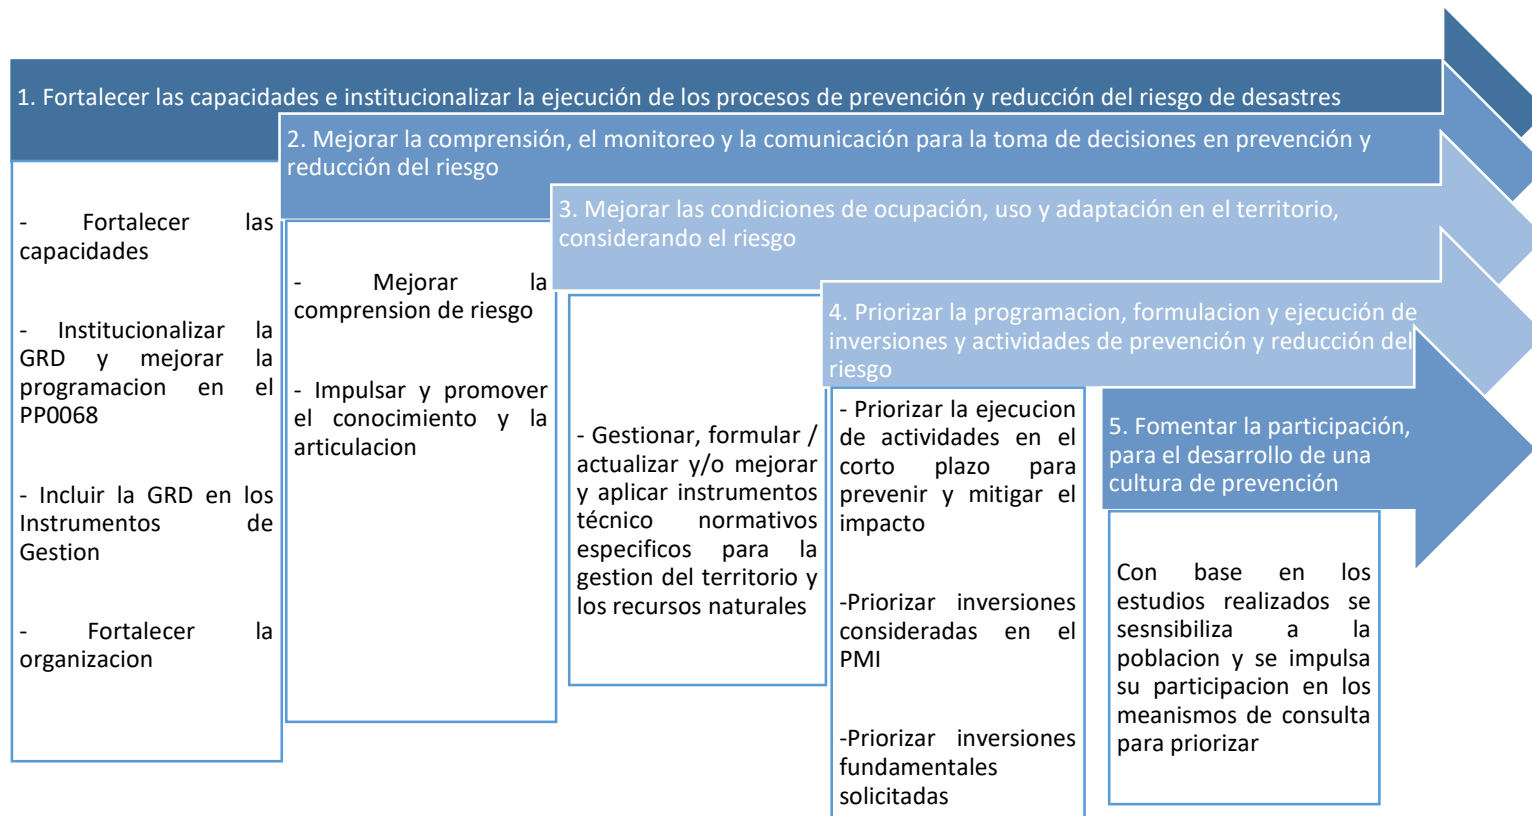 1. Fortalecer las capacidades e institucionalizar la ejecución de los procesos de prevención y reducción del riesgo de desastres
- Fortalecer las
capacidades
- Institucionalizar la
GRD y mejorar la
programacion en el
PP0068
- Incluir la GRD en los
Instrumentos de
Gestion
- Fortalecer la
organizacion
2. Mejorar la comprensión, el monitoreo y la comunicación para la toma de decisiones en prevención y
reducción del riesgo
- Mejorar la
comprension de riesgo
- Impulsar y promover
el conocimiento y la
articulacion
3. Mejorar las condiciones de ocupación, uso y adaptación en el territorio,
considerando el riesgo
- Gestionar, formular /
actualizar y/o mejorar
y aplicar instrumentos
técnico normativos
especificos para la
gestion del territorio y
los recursos naturales
4. Priorizar la programacion, formulacion y ejecución de
inversiones y actividades de prevención y reducción del
riesgo
- Priorizar la ejecucion
de actividades en el
corto plazo para
prevenir y mitigar el
impacto
-Priorizar inversiones
consideradas en el
PMI
-Priorizar inversiones
fundamentales
solicitadas
5. Fomentar la participación,
para el desarrollo de una
cultura de prevención
Con base en los
estudios realizados se
sesnsibiliza a la
poblacion y se impulsa
su participacion en los
meanismos de consulta
para priorizar